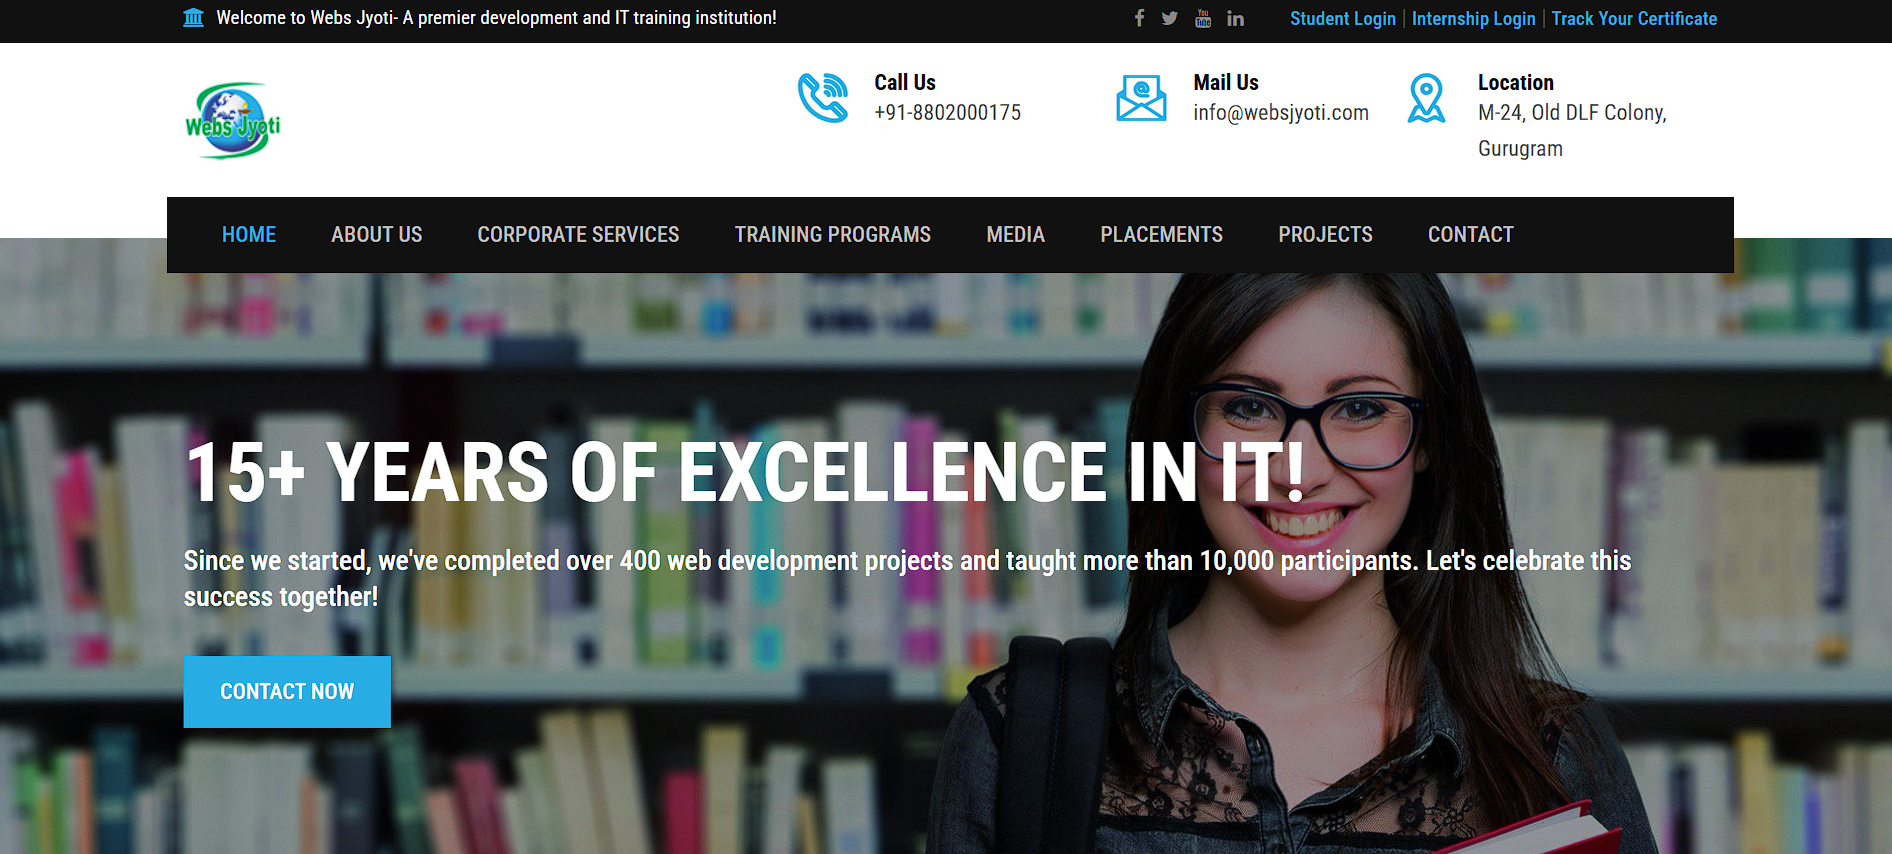 Welcome to Webs Jyoti- A premier development and IT training institution!
You
Tube
Student Login | Internship Login | Track Your Certificate
Webs Jyoti
Call Us
+91-8802000175
Mail Us
info@websjyoti.com
Location
M-24, Old DLF Colony,
Gurugram
HOME ABOUT US CORPORATE SERVICES TRAINING PROGRAMS MEDIA PLACEMENTS PROJECTS CONTACT
15+ YEARS OF EXCELLENCE IN IT!
Since we started, we've completed over 400 web development projects and taught more than 10,000 participants. Let's celebrate this
success together!
CONTACT NOW